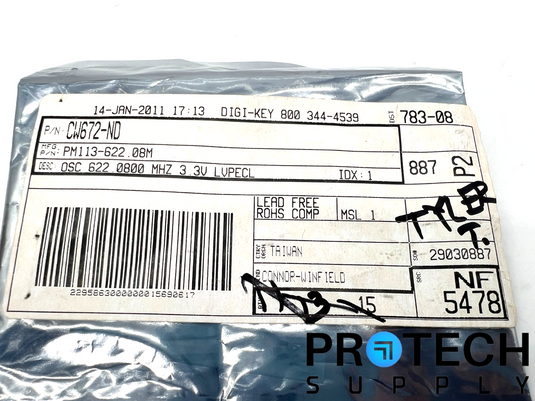 14-JAN-2011 17:13 DIGI-KEY 800 344-4539
783-08
P/N: CW672-ND
MFG P/N: PM113-622.08M
887 P2
DESC OSC 622 0800 MHZ 3.3V LVPECL IDX: 1
LEAD FREE
ROHS COMP
MSL 1
TYLER
T.
TAIWAN
29030887
CONNOR-WINFIELD
NF
15
5478
2295863000000015690617
PROTECH
SUPPLY